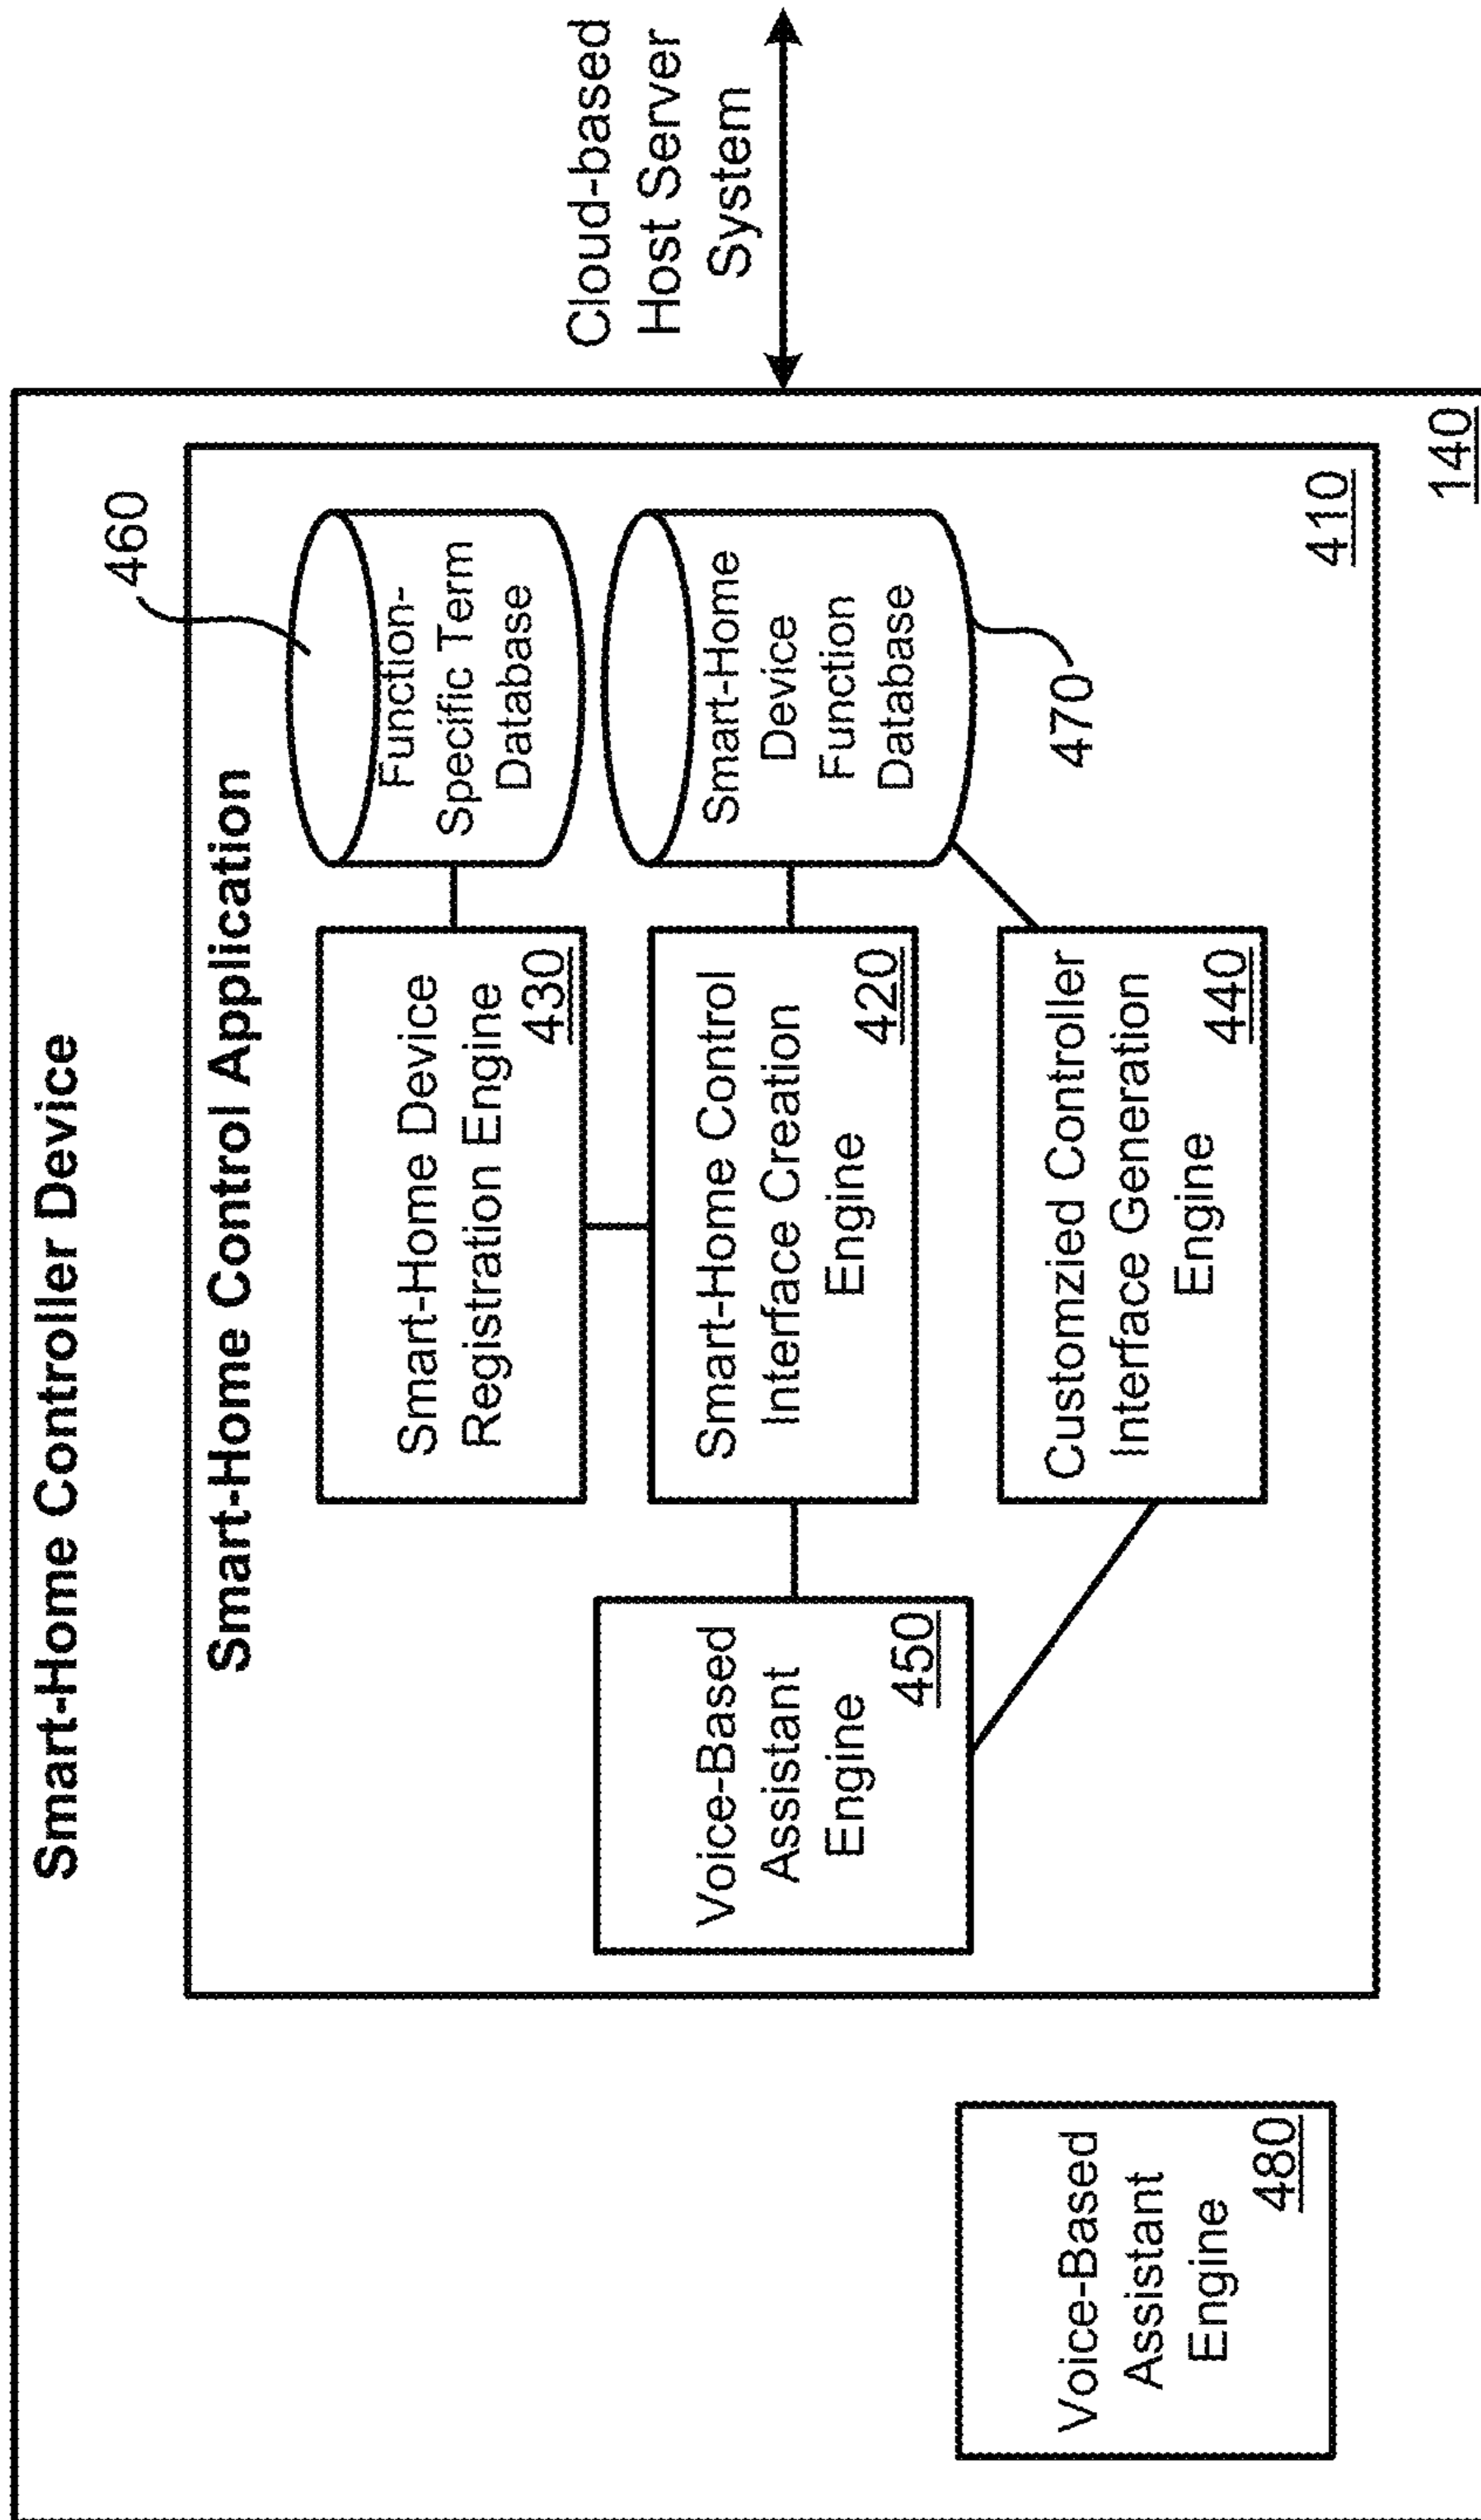 Smart-Home Controller Device
Smart-Home Control Application
460
Function-
Specific Term
Database
Smart-Home Device
Registration Engine
430
Voice-Based
Assistant
Engine
450
Smart-Home Control
Interface Creation
Engine
420
Smart-Home
Device
Function
Database
470
Customzied Controller
Interface Generation
Engine
440
410
Voice-Based
Assistant
Engine
480
140
Cloud-based
Host Server
System